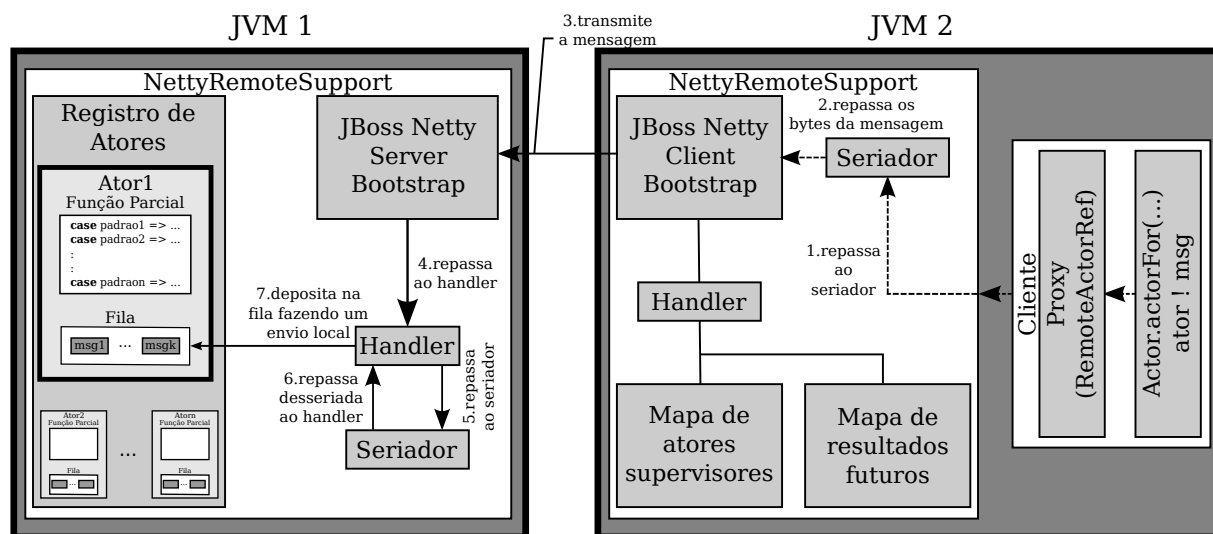 JVM 1
NettyRemoteSupport
Registro de
Atores
Ator1
Função Parcial
case padrao1 => ...
case padrao2 => ...
:
:
case padraon => ...
Fila
msg1 ... msgk
Ator2
Função Parcial
Fila
...
...
Atorn
Função Parcial
Fila
...
JBoss Netty
Server
Bootstrap
4.repassa
ao handler
7.deposita na
fila fazendo um
envio local
Handler
6.repassa
desseriada
ao handler
5.repassa
ao seriador
Seriador
3.transmite
a mensagem
JVM 2
NettyRemoteSupport
JBoss Netty
Client
Bootstrap
2.repassa os
bytes da mensagem
Seriador
1.repassa
ao
seriador
Handler
Mapa de
atores
supervisores
Mapa de
resultados
futuros
Cliente
Proxy
(RemoteActorRef)
Actor.actorFor(...)
ator ! msg